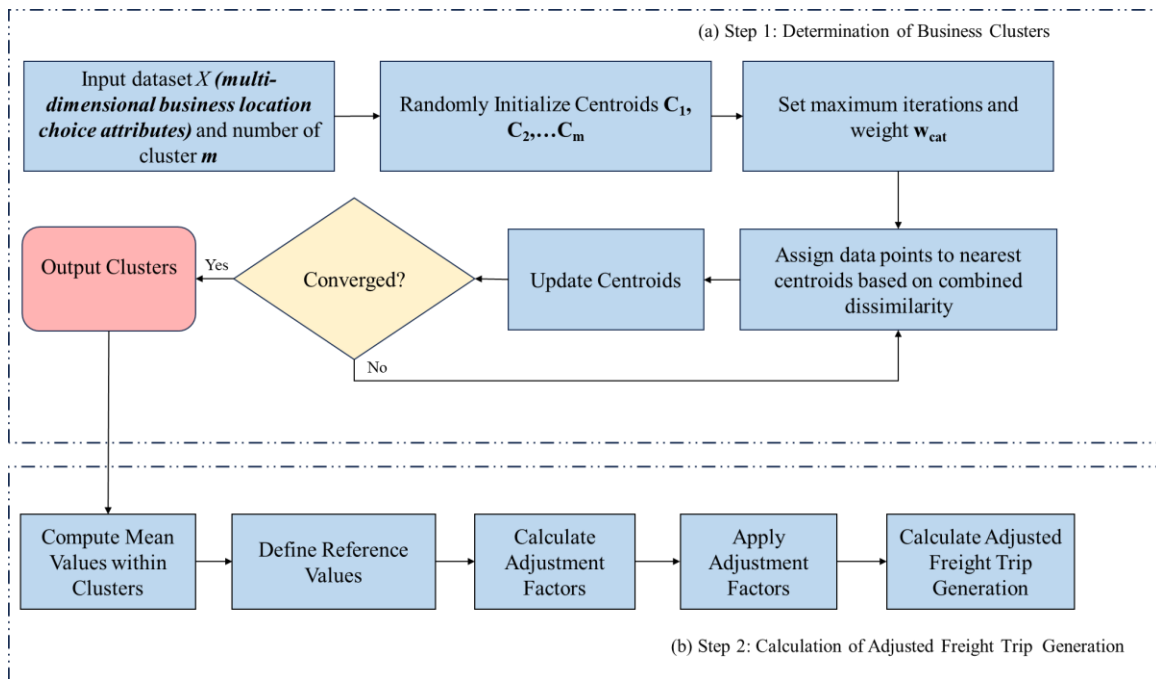 (a) Step 1: Determination of Business Clusters
Input dataset X (multi-
dimensional business location
choice attributes) and number of
cluster m
Randomly Initialize Centroids C1,
C2,…Cm
Set maximum iterations and
weight wcat
Assign data points to nearest
centroids based on combined
dissimilarity
Update Centroids
Converged?
Yes
No
Output Clusters
Compute Mean
Values within
Clusters
Define Reference
Values
Calculate
Adjustment
Factors
Apply
Adjustment
Factors
Calculate Adjusted
Freight Trip
Generation
(b) Step 2: Calculation of Adjusted Freight Trip Generation